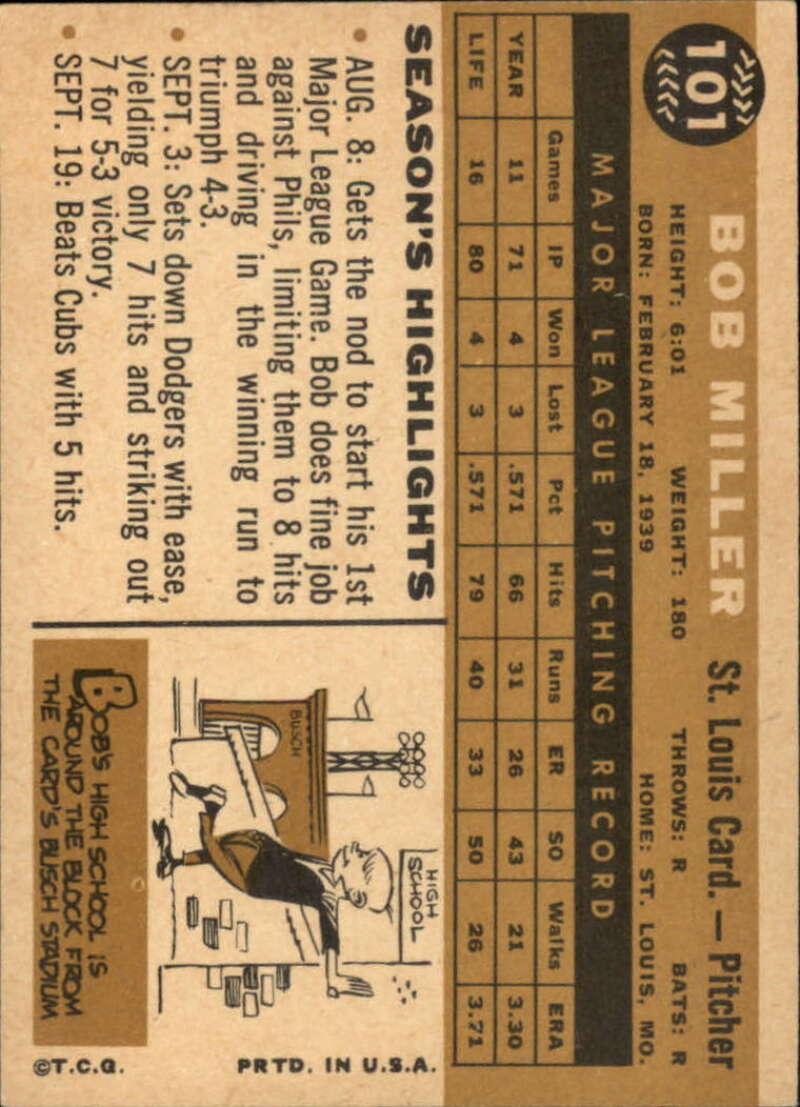 101
BOB MILLER St. Louis Card. — Pitcher
HEIGHT: 6:01 WEIGHT: 180 THROWS: R BATS: R
BORN: FEBRUARY 18, 1939 HOME: ST. LOUIS, MO.
MAJOR LEAGUE PITCHING RECORD
Games IP Won Lost Pct Hits Runs ER SO Walks ERA
YEAR 11 71 4 3 .571 66 31 26 43 21 3.30
LIFE 16 80 4 3 .571 79 40 33 50 26 3.71
SEASON'S HIGHLIGHTS
• AUG. 8: Gets the nod to start his 1st
Major League Game. Bob does fine job
against Phils, limiting them to 8 hits
and driving in the winning run to
triumph 4-3.
• SEPT. 3: Sets down Dodgers with ease,
yielding only 7 hits and striking out
7 for 5-3 victory.
• SEPT. 19: Beats Cubs with 5 hits.
HIGH
SCHOOL
BUSCH
BOB'S HIGH SCHOOL IS
AROUND THE BLOCK FROM
THE CARD'S BUSCH STADIUM
©T.C.G. PRTD. IN U.S.A.